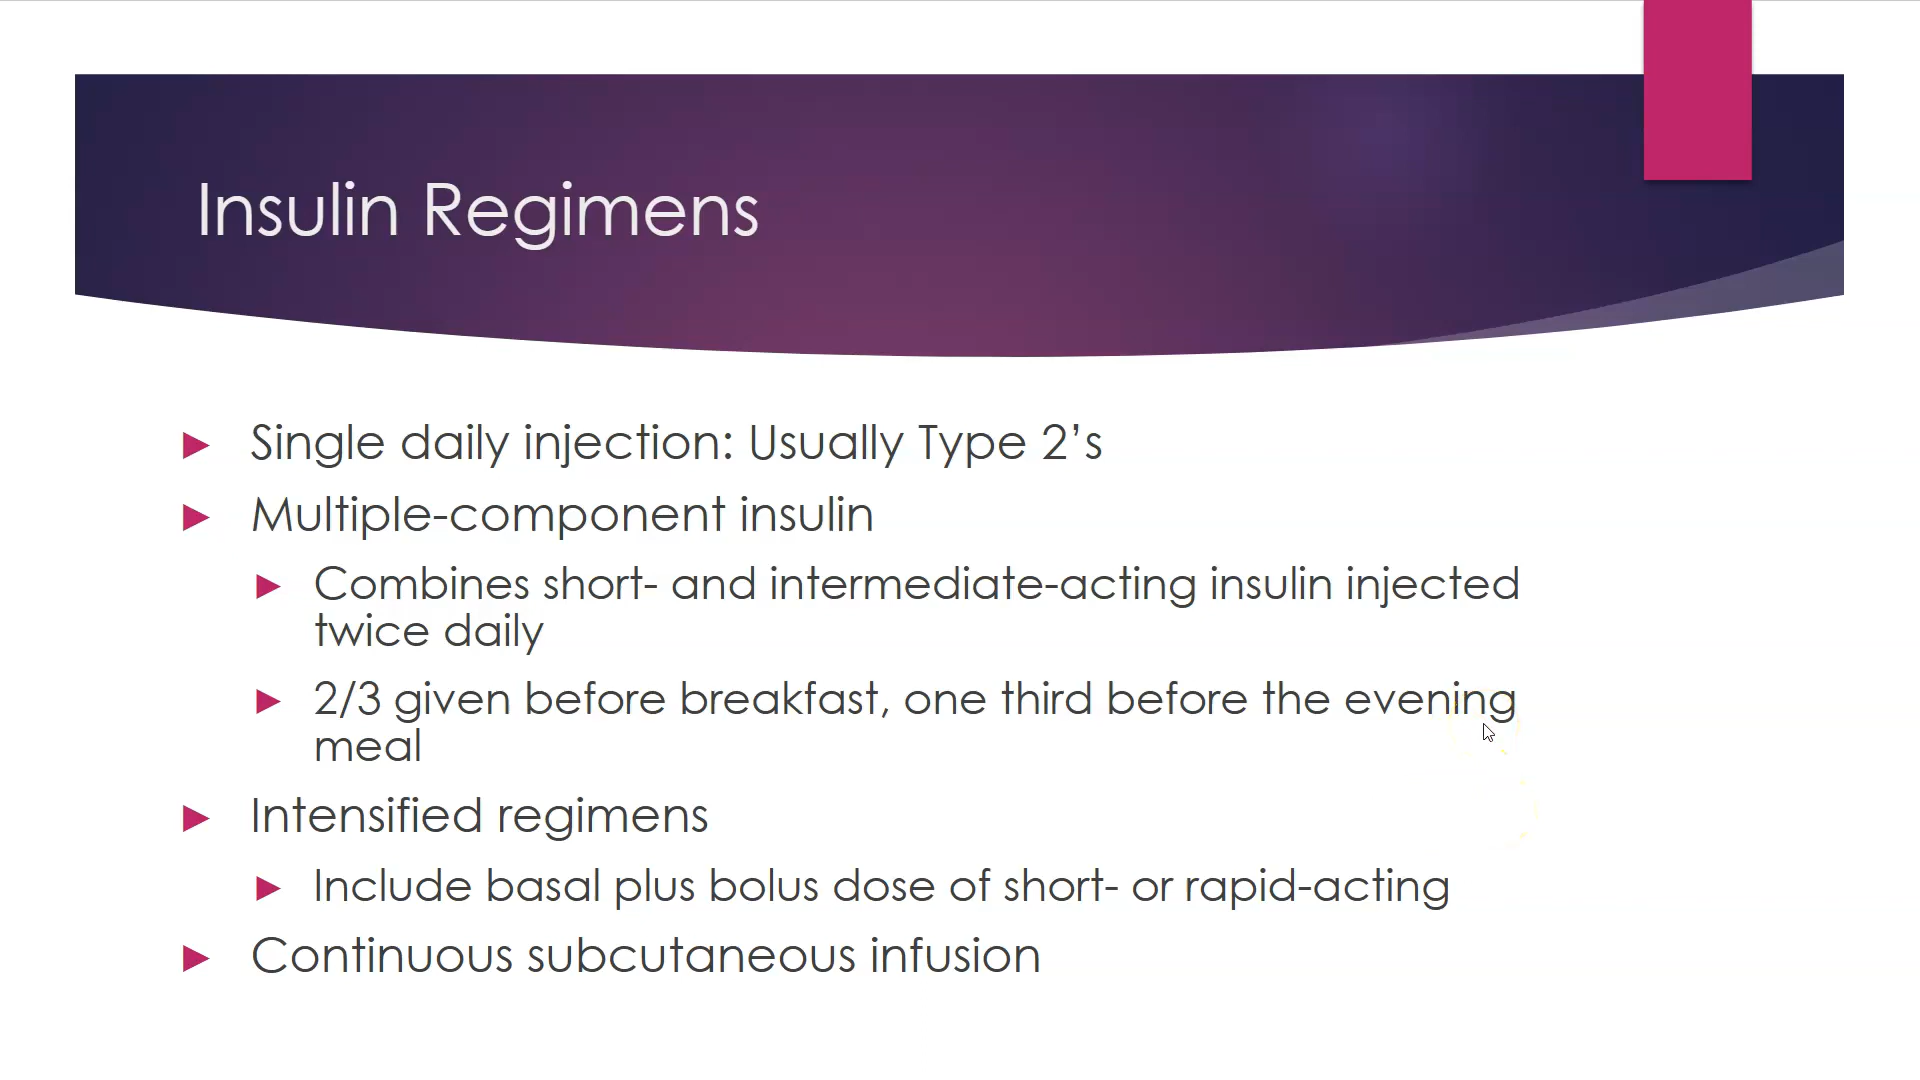 Insulin Regimens
Single daily injection: Usually Type 2’s
Multiple-component insulin
Combines short- and intermediate-acting insulin injected
twice daily
2/3 given before breakfast, one third before the evening
meal
Intensified regimens
Include basal plus bolus dose of short- or rapid-acting
Continuous subcutaneous infusion